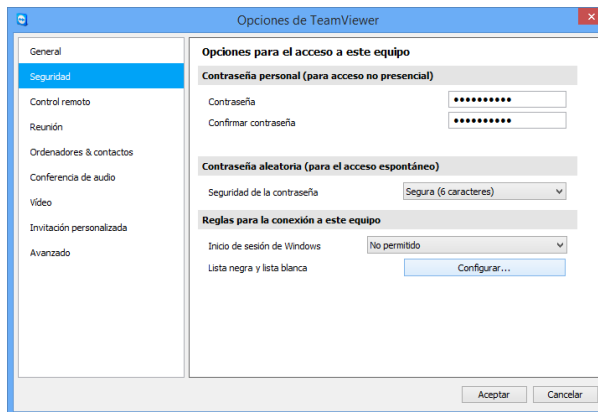 Opciones de TeamViewer
General
Seguridad
Control remoto
Reunión
Ordenadores & contactos
Conferencia de audio
Vídeo
Invitación personalizada
Avanzado
Opciones para el acceso a este equipo
Contraseña personal (para acceso no presencial)
Contraseña ●●●●●●●●●●
Confirmar contraseña ●●●●●●●●●●
Contraseña aleatoria (para el acceso espontáneo)
Seguridad de la contraseña Segura (6 caracteres)
Reglas para la conexión a este equipo
Inicio de sesión de Windows No permitido
Lista negra y lista blanca Configurar...
Aceptar Cancelar